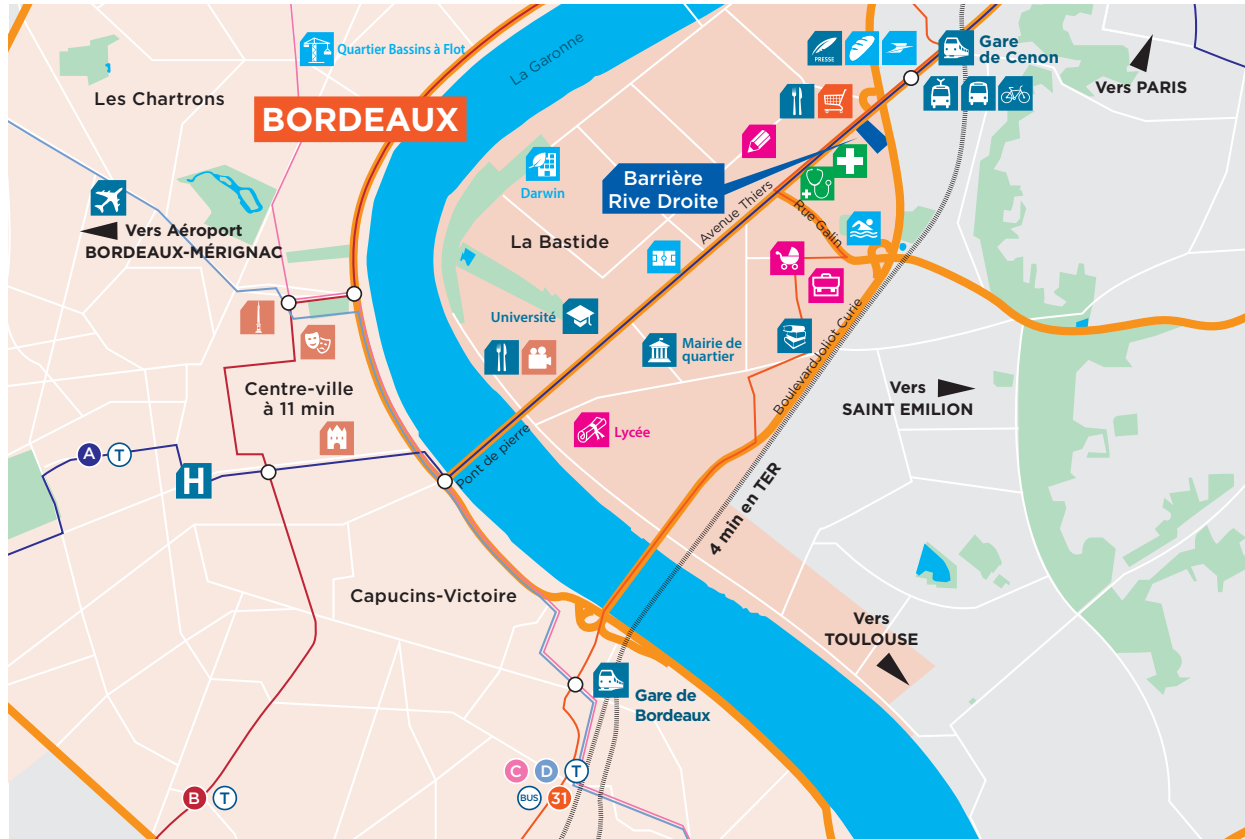 Quartier Bassins à Flot
La Garonne
PRESSE
Gare
de Cenon
Vers PARIS
Les Chartrons
BORDEAUX
Darwin
Barrière
Rive Droite
Avenue Thiers
Rue Galin
Vers Aéroport
BORDEAUX-MÉRIGNAC
La Bastide
Université
Mairie de
quartier
Boulevard Joliot Curie
Vers
SAINT EMILION
Centre-ville
à 11 min
Lycée
Pont de pierre
A T
H
4 min en TER
Capucins-Victoire
Vers
TOULOUSE
Gare de
Bordeaux
C D T
BUS 31
B T